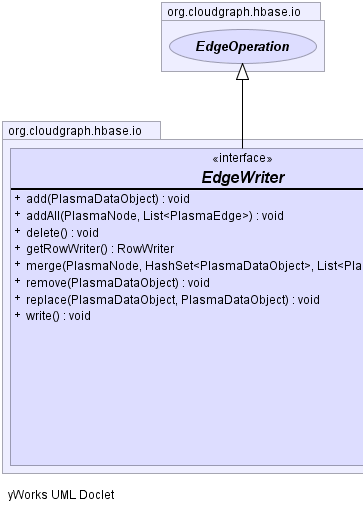 org.cloudgraph.hbase.io
EdgeOperation
org.cloudgraph.hbase.io
«interface»
EdgeWriter
+ add(PlasmaDataObject) : void
+ addAll(PlasmaNode, List<PlasmaEdge>) : void
+ delete() : void
+ getRowWriter() : RowWriter
+ merge(PlasmaNode, HashSet<PlasmaDataObject>, List<Pla
+ remove(PlasmaDataObject) : void
+ replace(PlasmaDataObject, PlasmaDataObject) : void
+ write() : void
yWorks UML Doclet